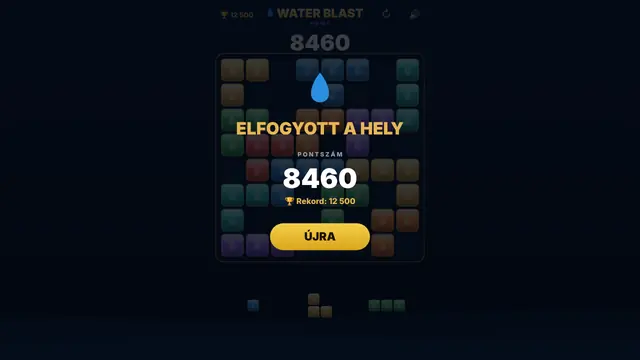 🏆 12 500
💧 WATER BLAST
8460
ELFOGYOTT A HELY
PONTSZÁM
8460
🏆 Rekord: 12 500
ÚJRA